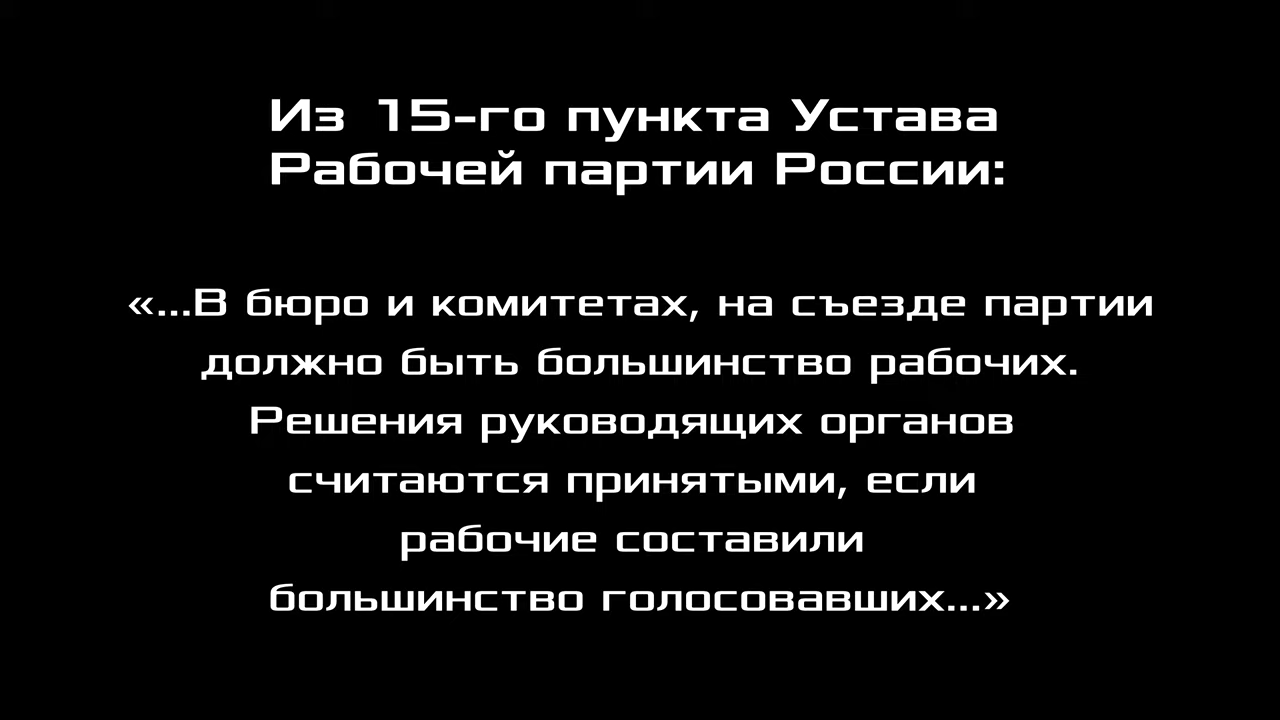 Из 15-го пункта Устава
Рабочей партии России:
«...В бюро и комитетах, на съезде партии
должно быть большинство рабочих.
Решения руководящих органов
считаются принятыми, если
рабочие составили
большинство голосовавших...»